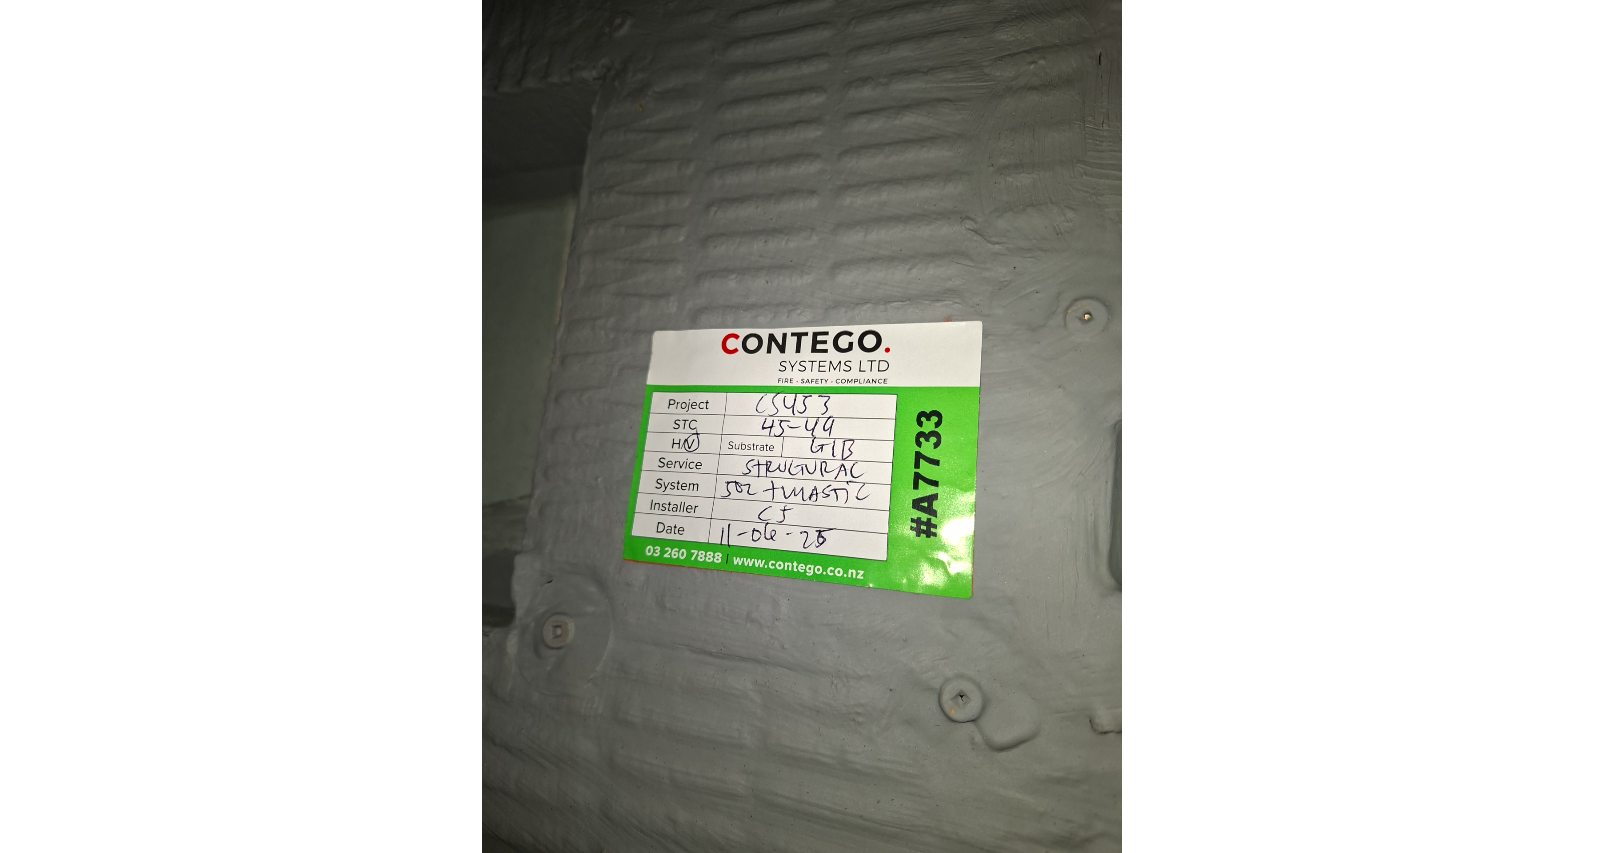 CONTEGO.
SYSTEMS LTD
FIRE - SAFETY - COMPLIANCE
Project CS453
STC 45-49
H/V Substrate GIB
Service STRUCTURAL
System 502 + MASTIC
Installer CJ
Date 11-06-25
#A7733
03 260 7888 | www.contego.co.nz